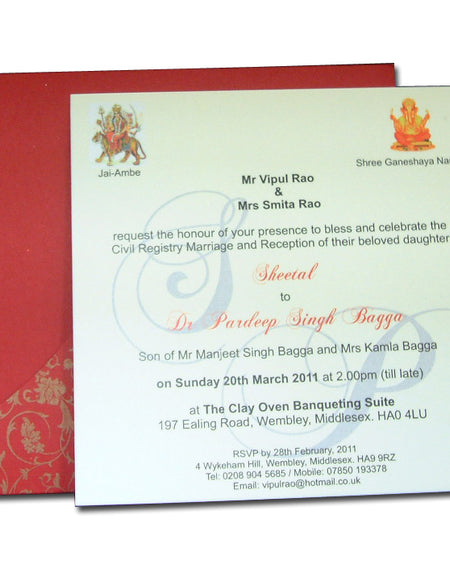 Jai-Ambe
Shree Ganeshaya
Mr Vipul Rao
&
Mrs Smita Rao
request the honour of your presence to bless and celebrate the
Civil Registry Marriage and Reception of their beloved daughter
Sheetal
to
Dr Pardeep Singh Bagga
Son of Mr Manjeet Singh Bagga and Mrs Kamla Bagga
on Sunday 20th March 2011 at 2.00pm (till late)
at The Clay Oven Banqueting Suite
197 Ealing Road, Wembley, Middlesex. HA0 4LU
RSVP by 28th February, 2011
4 Wykeham Hill, Wembley, Middlesex. HA9 9RZ
Tel: 0208 904 5685 / Mobile: 07850 193378
Email: vipulrao@hotmail.co.uk
S P